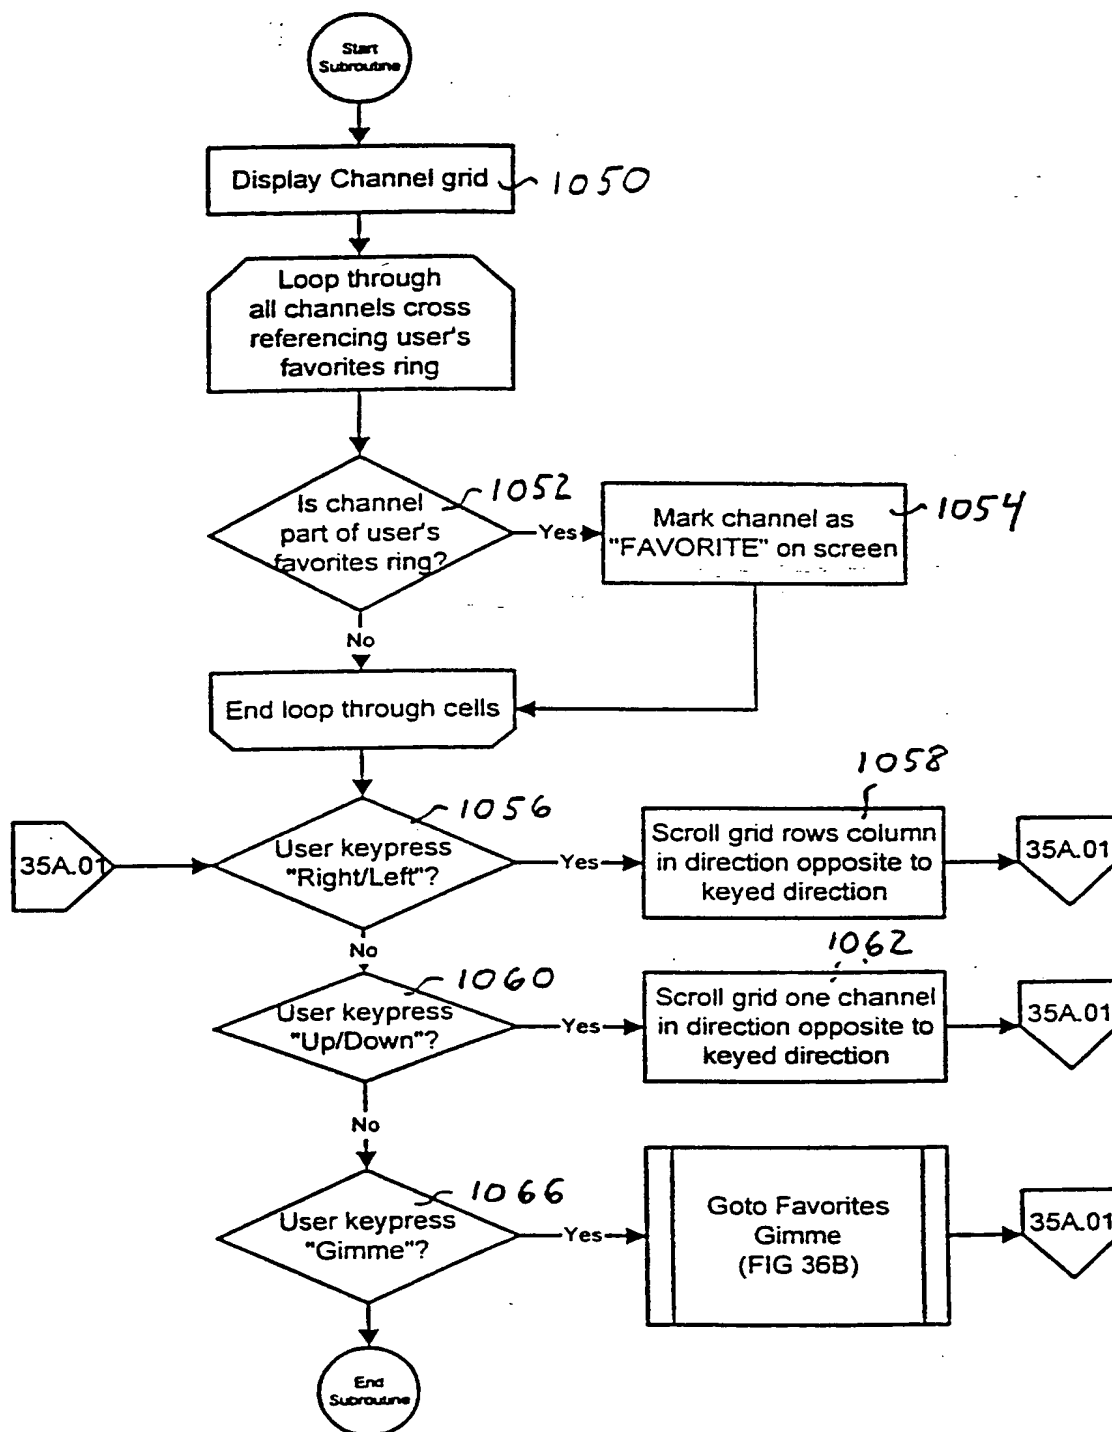 Start
Subroutine
Display Channel grid
1050
Loop through
all channels cross
referencing user's
favorites ring
Is channel
part of user's
favorites ring?
1052
Yes
Mark channel as
"FAVORITE" on screen
1054
No
End loop through cells
35A.01
User keypress
"Right/Left"?
1056
Yes
Scroll grid rows column
in direction opposite to
keyed direction
1058
35A.01
No
User keypress
"Up/Down"?
1060
Yes
Scroll grid one channel
in direction opposite to
keyed direction
1062
35A.01
No
User keypress
"Gimme"?
1066
Yes
Goto Favorites
Gimme
(FIG 36B)
35A.01
End
Subroutine